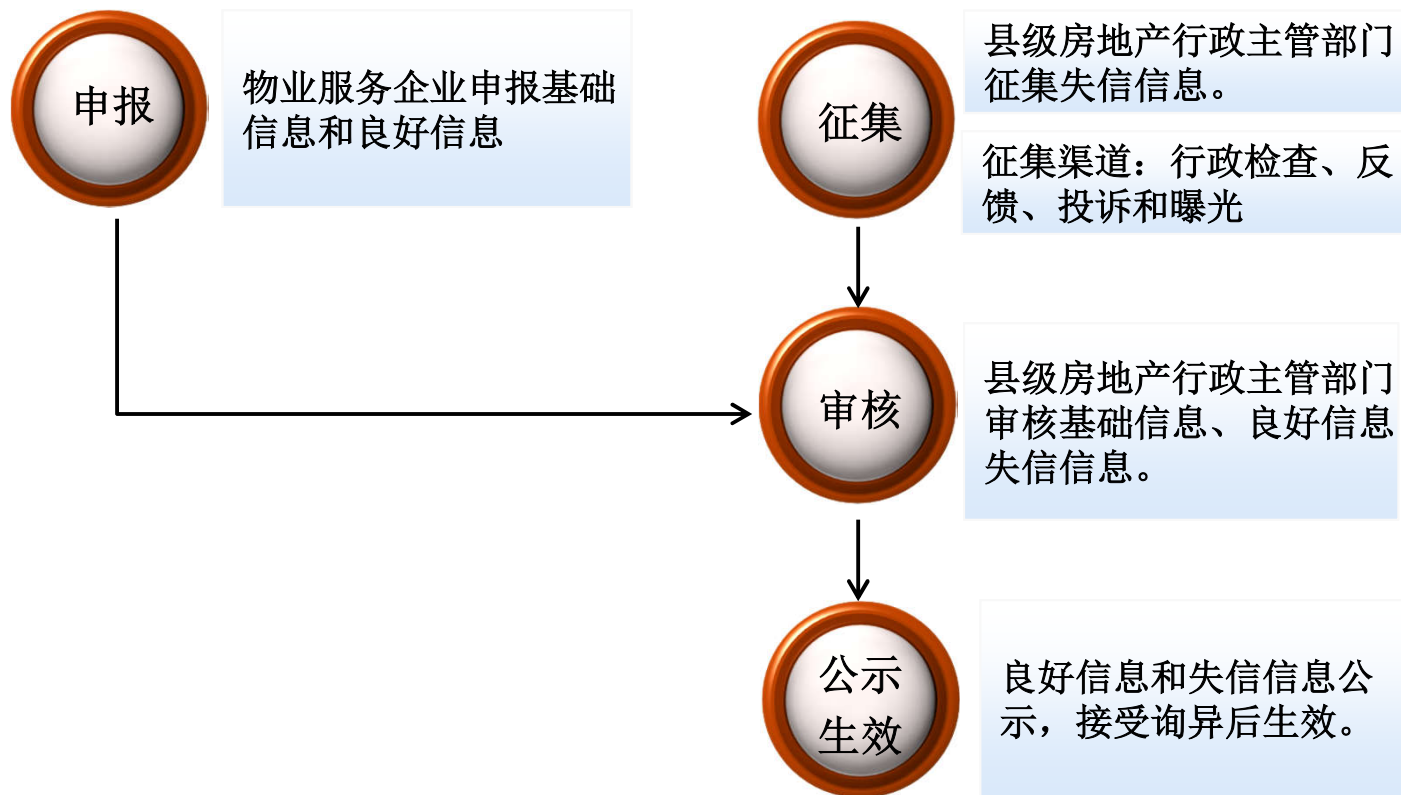 申报
物业服务企业申报基础
信息和良好信息
征集
县级房地产行政主管部门
征集失信信息。
征集渠道：行政检查、反
馈、投诉和曝光
审核
县级房地产行政主管部门
审核基础信息、良好信息
失信信息。
公示
生效
良好信息和失信信息公
示，接受询异后生效。